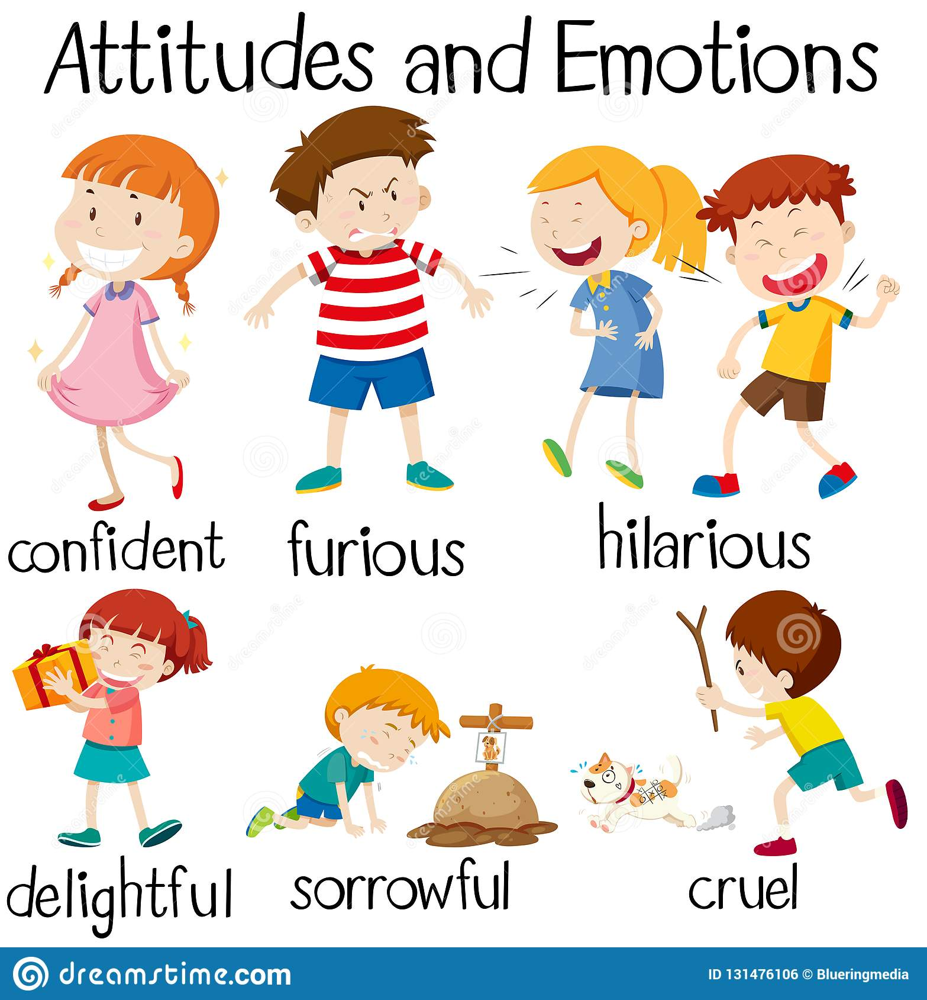 Attitudes and Emotions
confident
furious
hilarious
delightful
sorrowful
cruel
dreamstime.com
ID 131476106 © Blueringmedia